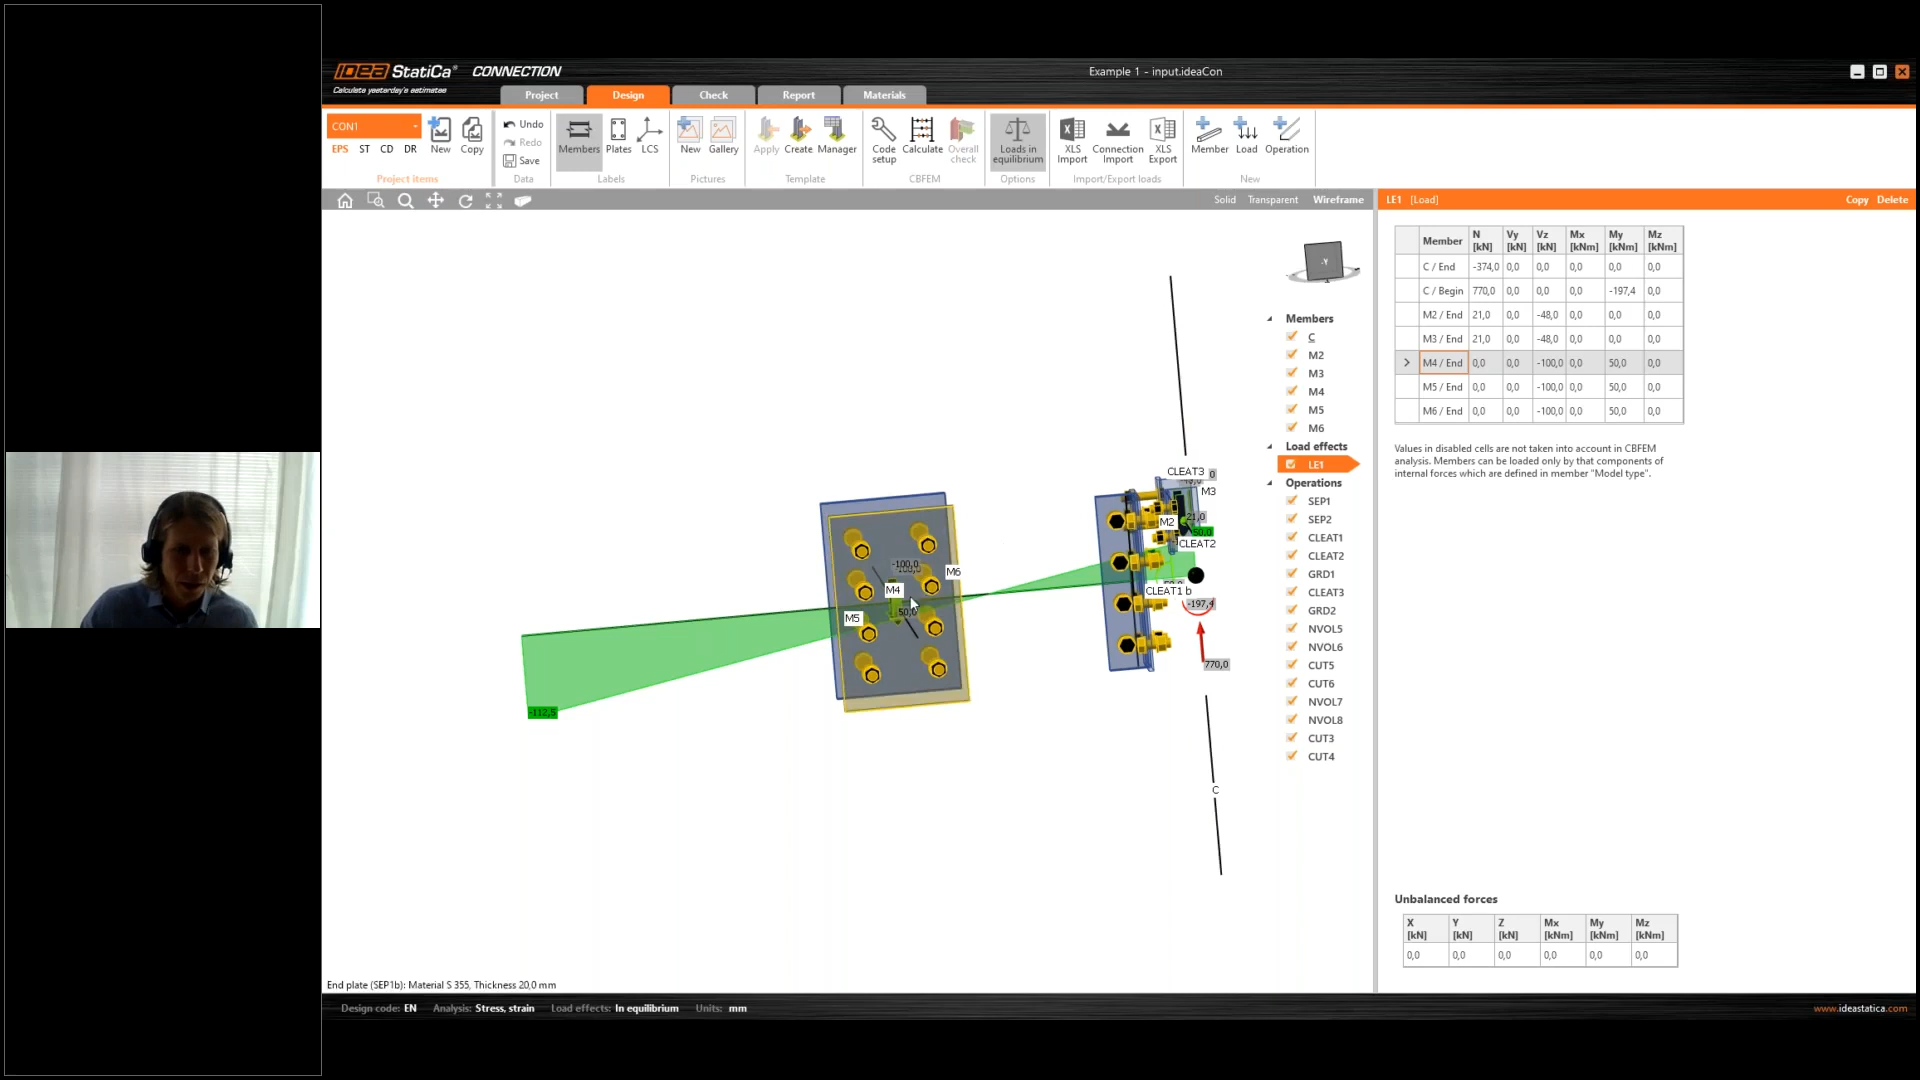 IDEA StatiCa® CONNECTION
Calculate yesterday's estimates
Example 1 - input.ideaCon
Project Design Check Report Materials
CON1
EPS ST CD DR
New Copy
Project items
Undo
Redo
Save
Data
Members Plates LCS
Labels
New Gallery
Pictures
Apply Create Manager
Template
Code setup Calculate Overall check
CBFEM
Loads in equilibrium
Options
XLS Import Connection Import XLS Export
Import/Export loads
Member Load Operation
New
Solid Transparent Wireframe
LE1 [Load] Copy Delete
-Y
Members
C
M2
M3
M4
M5
M6
Load effects
LE1
Operations
SEP1
SEP2
CLEAT1
CLEAT2
GRD1
CLEAT3
GRD2
NVOL5
NVOL6
CUT5
CUT6
NVOL7
NVOL8
CUT3
CUT4
CLEAT3 0
M3
21,0
M2
50,0
CLEAT2
CLEAT1 b
-197,4
770,0
C
-100,0
M6
M4
50,0
M5
-112,5
Member N [kN] Vy [kN] Vz [kN] Mx [kNm] My [kNm] Mz [kNm]
C / End -374,0 0,0 0,0 0,0 0,0 0,0
C / Begin 770,0 0,0 0,0 0,0 -197,4 0,0
M2 / End 21,0 0,0 -48,0 0,0 0,0 0,0
M3 / End 21,0 0,0 -48,0 0,0 0,0 0,0
> M4 / End 0,0 0,0 -100,0 0,0 50,0 0,0
M5 / End 0,0 0,0 -100,0 0,0 50,0 0,0
M6 / End 0,0 0,0 -100,0 0,0 50,0 0,0
Values in disabled cells are not taken into account in CBFEM
analysis. Members can be loaded only by that components of
internal forces which are defined in member "Model type".
Unbalanced forces
X [kN] Y [kN] Z [kN] Mx [kNm] My [kNm] Mz [kNm]
0,0 0,0 0,0 0,0 0,0 0,0
End plate (SEP1b): Material S 355, Thickness 20,0 mm
Design code: EN Analysis: Stress, strain Load effects: In equilibrium Units: mm
www.ideastatica.com